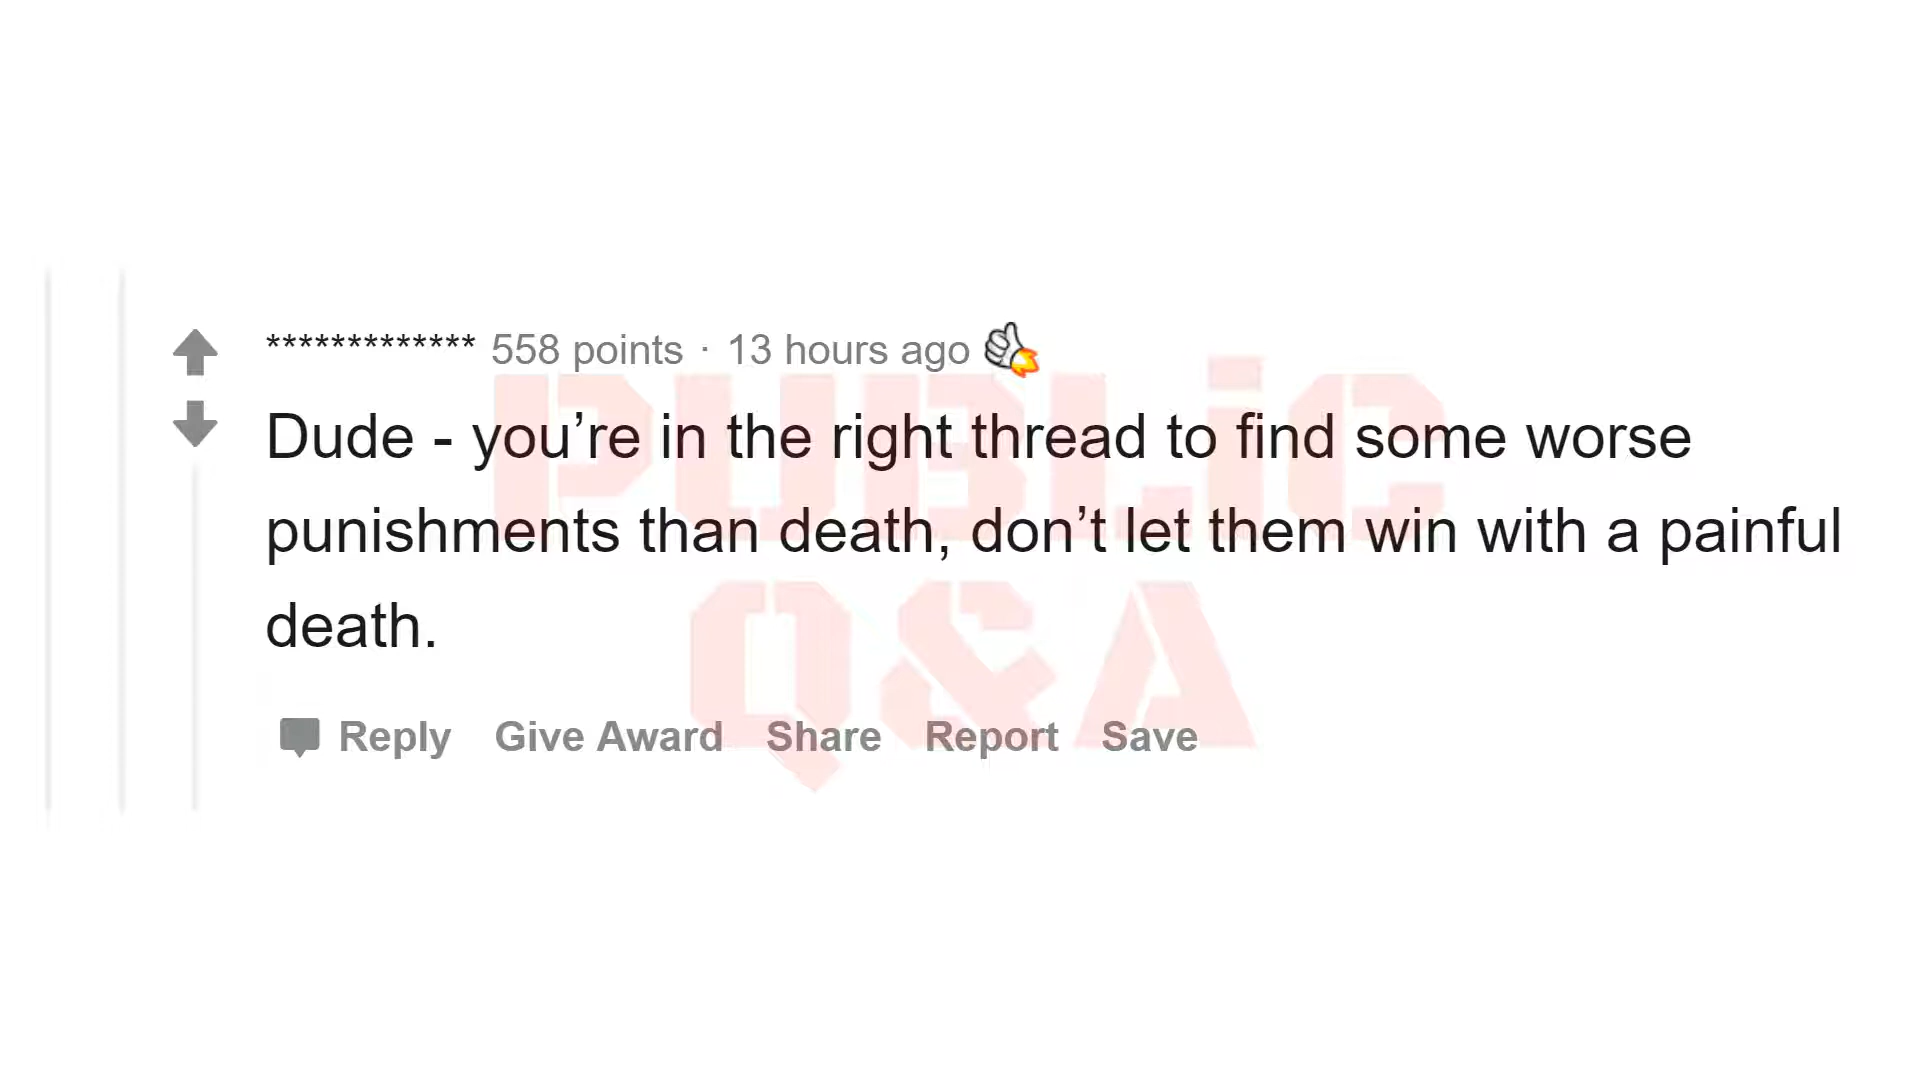 ************* 558 points · 13 hours ago
Dude - you’re in the right thread to find some worse
punishments than death, don’t let them win with a painful
death.
Reply Give Award Share Report Save
PUBLiC
Q&A